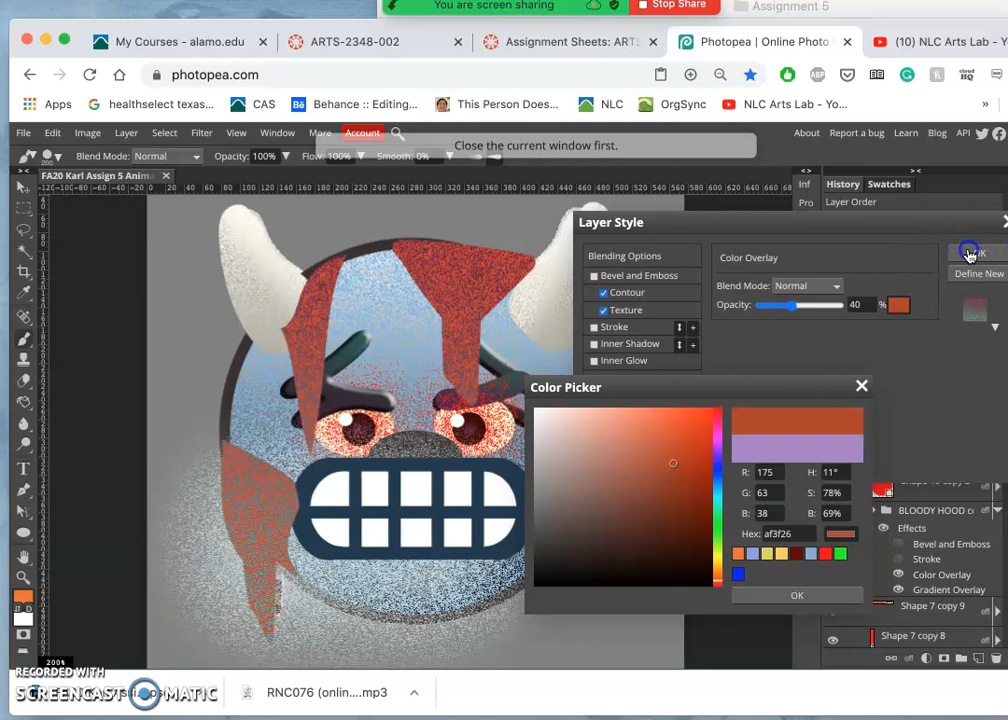 You are screen sharing
Stop Share
Assignment 5
My Courses - alamo.edu
ARTS-2348-002
Assignment Sheets: ARTS
Photopea | Online Photo
(10) NLC Arts Lab - Yo
photopea.com
Apps
healthselect texas...
CAS
Behance :: Editing...
This Person Does...
NLC
OrgSync
NLC Arts Lab - Yo...
»
File Edit Image Layer Select Filter View Window More Account
About Report a bug Learn Blog API
Close the current window first.
Blend Mode: Normal Opacity: 100% Flow: 100% Smooth: 0%
FA20 Karl Assign 5 Anima
Inf
Pro
History Swatches
Layer Order
Layer Style
Blending Options
Bevel and Emboss
Contour
Texture
Stroke
Inner Shadow
Inner Glow
Color Overlay
Blend Mode: Normal
Opacity: 40 %
OK
Define New
Color Picker
R: 175 H: 11°
G: 63 S: 78%
B: 38 B: 69%
Hex: af3f26
OK
BLOODY HOOD cc
Effects
Bevel and Emboss
Stroke
Color Overlay
Gradient Overlay
Shape 7 copy 9
Shape 7 copy 8
200%
RECORDED WITH
SCREENCAST MATIC
RNC076 (onlin....mp3